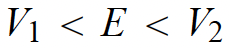 V₁ < E < V₂